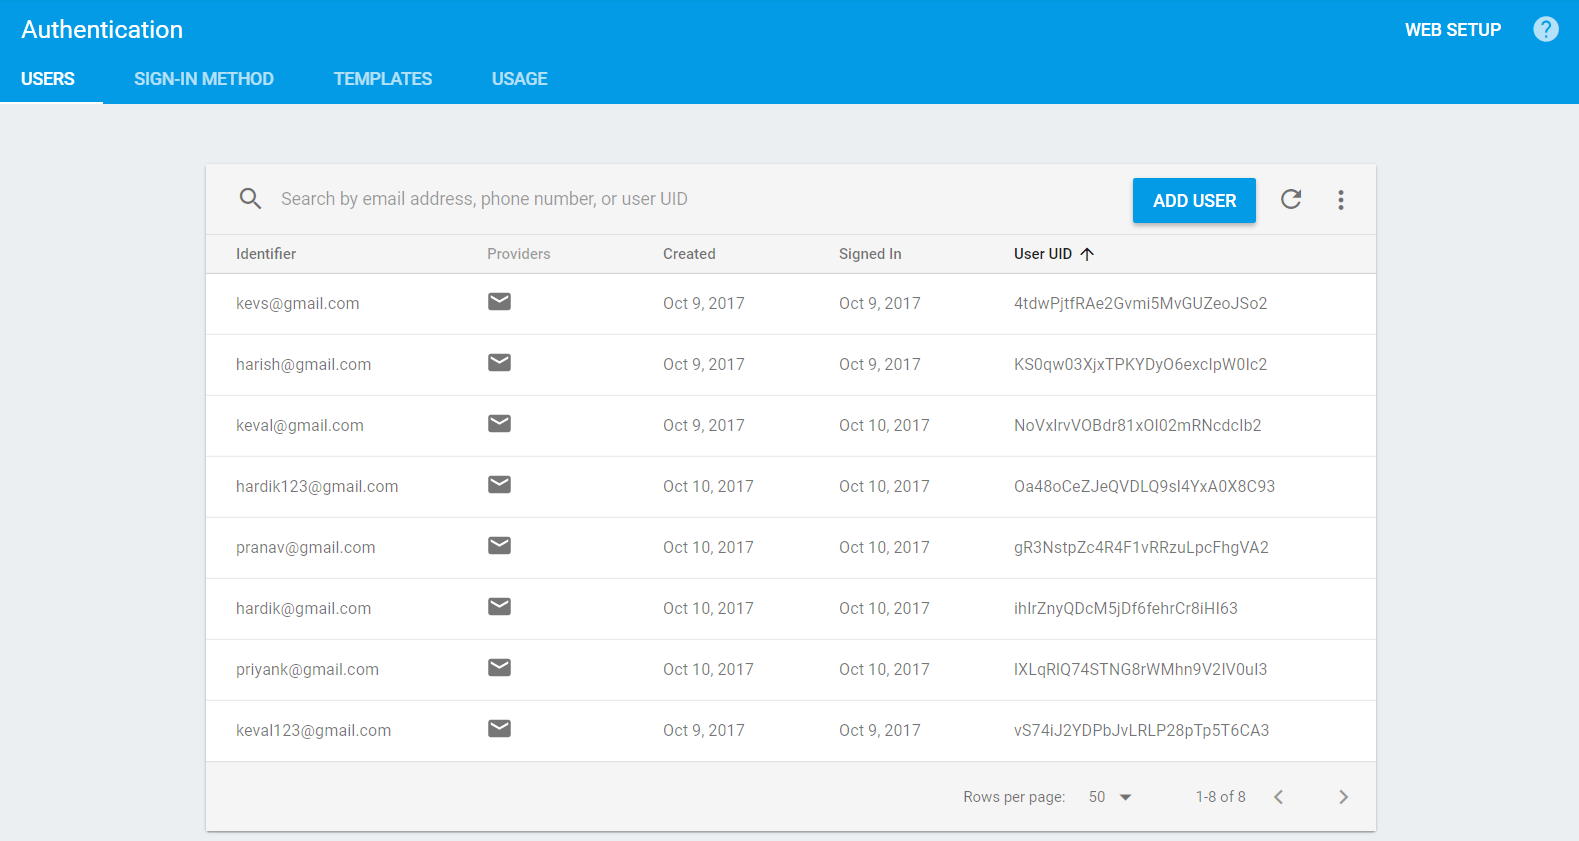 Authentication
WEB SETUP
USERS SIGN-IN METHOD TEMPLATES USAGE
Search by email address, phone number, or user UID
ADD USER
Identifier Providers Created Signed In User UID
kevs@gmail.com Oct 9, 2017 Oct 9, 2017 4tdwPjtfRAe2Gvmi5MvGUZeoJSo2
harish@gmail.com Oct 9, 2017 Oct 9, 2017 KS0qw03XjxTPKYDyO6exclpW0Ic2
keval@gmail.com Oct 9, 2017 Oct 10, 2017 NoVxIrvVOBdr81xOI02mRNcdcIb2
hardik123@gmail.com Oct 10, 2017 Oct 10, 2017 Oa48oCeZJeQVDLQ9sI4YxA0X8C93
pranav@gmail.com Oct 10, 2017 Oct 10, 2017 gR3NstpZc4R4F1vRRzuLpcFhgVA2
hardik@gmail.com Oct 10, 2017 Oct 10, 2017 ihIrZnyQDcM5jDf6fehrCr8iHI63
priyank@gmail.com Oct 10, 2017 Oct 10, 2017 IXLqRIQ74STNG8rWMhn9V2IV0uI3
keval123@gmail.com Oct 9, 2017 Oct 9, 2017 vS74iJ2YDPbJvLRLP28pTp5T6CA3
Rows per page: 50 1-8 of 8